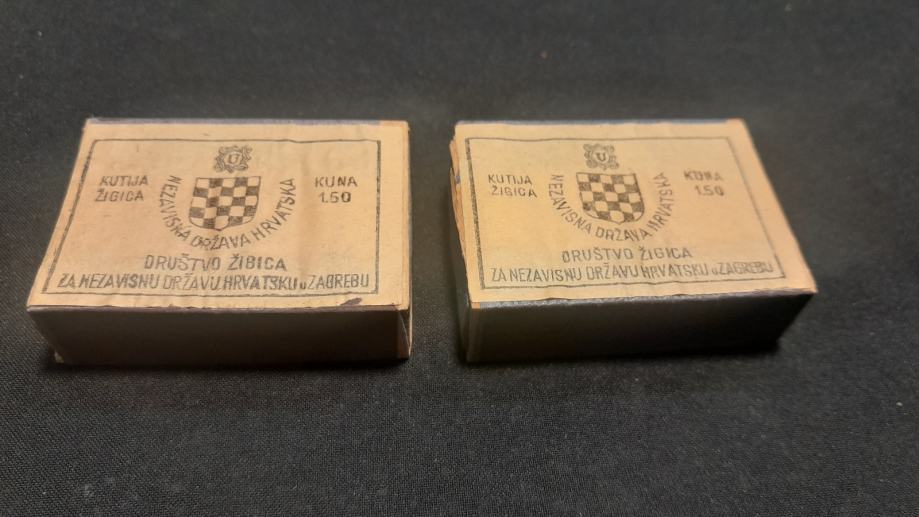 U
KUTIJA
ŽIGICA
KUNA
1.50
NEZAVISNA DRŽAVA HRVATSKA
DRUŠTVO ŽIGICA
ZA NEZAVISNU DRŽAVU HRVATSKU U ZAGREBU
U
KUTIJA
ŽIGICA
KUNA
1.50
NEZAVISNA DRŽAVA HRVATSKA
DRUŠTVO ŽIGICA
ZA NEZAVISNU DRŽAVU HRVATSKU U ZAGREBU